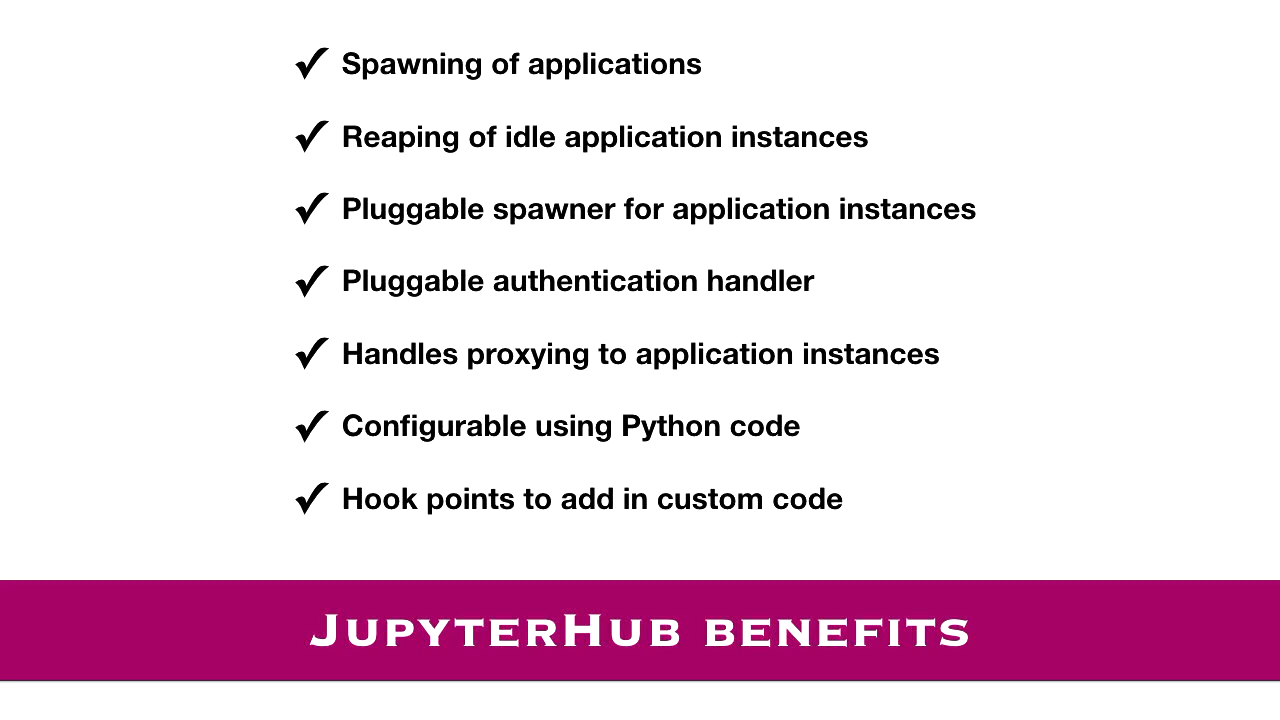 ✓ Spawning of applications
✓ Reaping of idle application instances
✓ Pluggable spawner for application instances
✓ Pluggable authentication handler
✓ Handles proxying to application instances
✓ Configurable using Python code
✓ Hook points to add in custom code
JupyterHub benefits